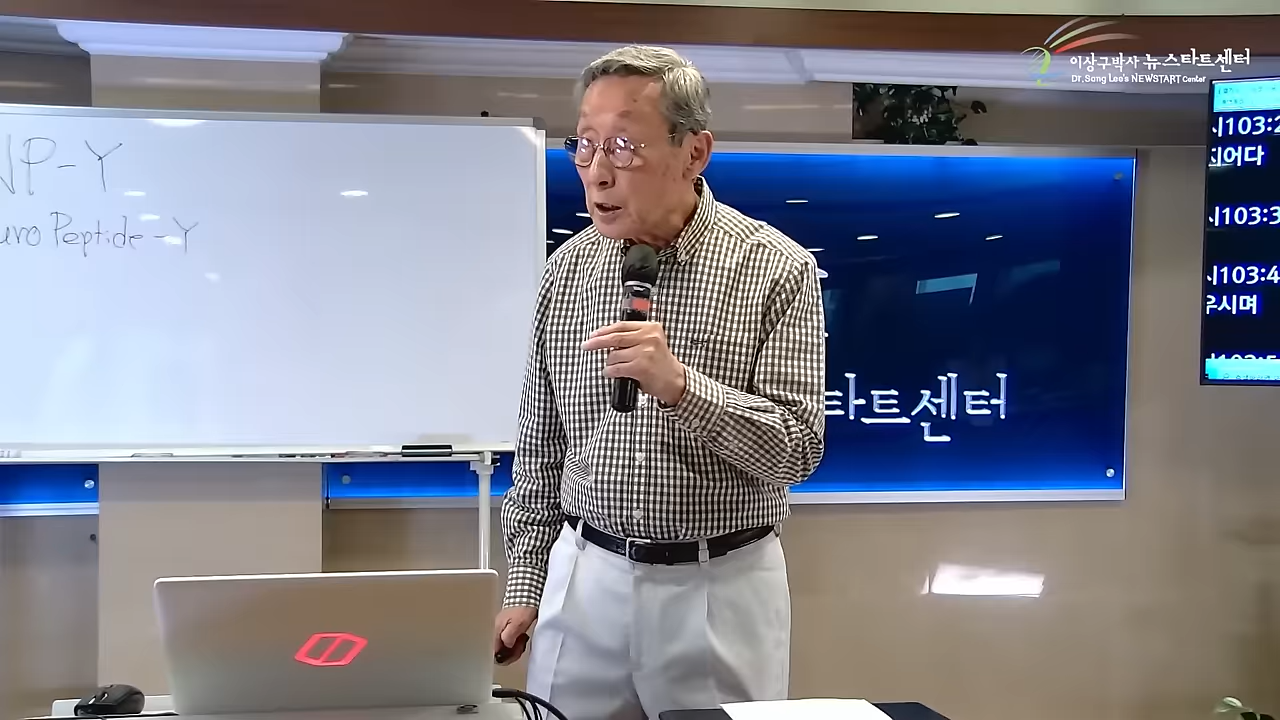 이상구박사 뉴스타트센터
Dr. Sang Lee's NEWSTART Center
NP-Y
uro Peptide-Y
타트센터
시103:2
지어다
시103:3
시103:4
우시며